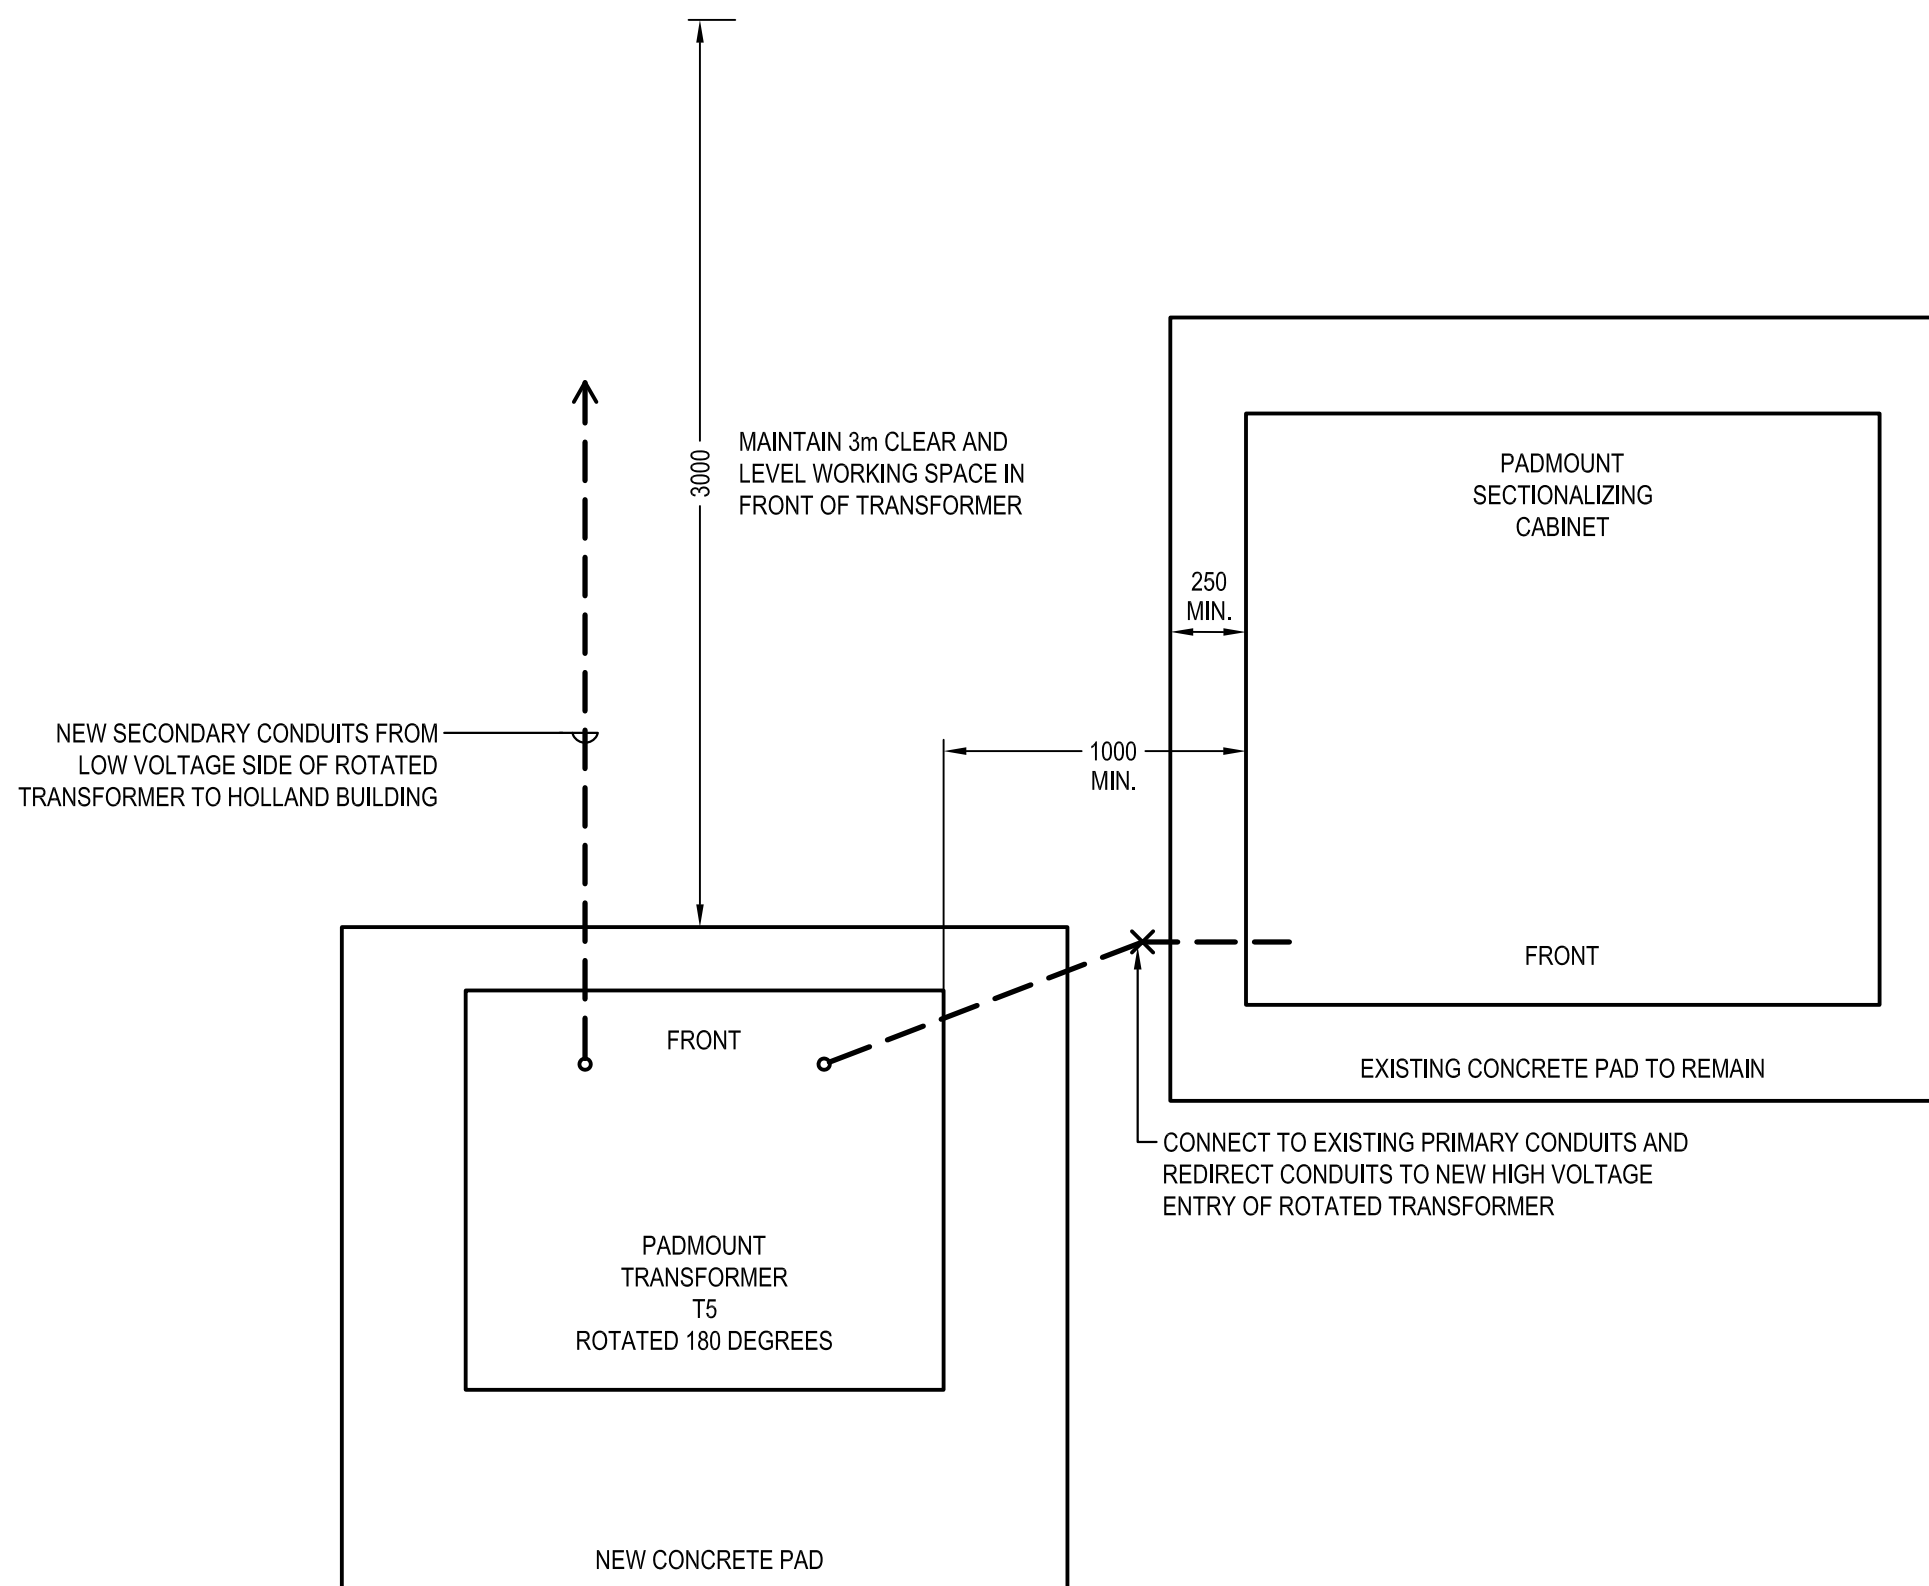 3000
MAINTAIN 3m CLEAR AND
LEVEL WORKING SPACE IN
FRONT OF TRANSFORMER
PADMOUNT
SECTIONALIZING
CABINET
250
MIN.
NEW SECONDARY CONDUITS FROM
LOW VOLTAGE SIDE OF ROTATED
TRANSFORMER TO HOLLAND BUILDING
1000
MIN.
FRONT
EXISTING CONCRETE PAD TO REMAIN
FRONT
CONNECT TO EXISTING PRIMARY CONDUITS AND
REDIRECT CONDUITS TO NEW HIGH VOLTAGE
ENTRY OF ROTATED TRANSFORMER
PADMOUNT
TRANSFORMER
T5
ROTATED 180 DEGREES
NEW CONCRETE PAD